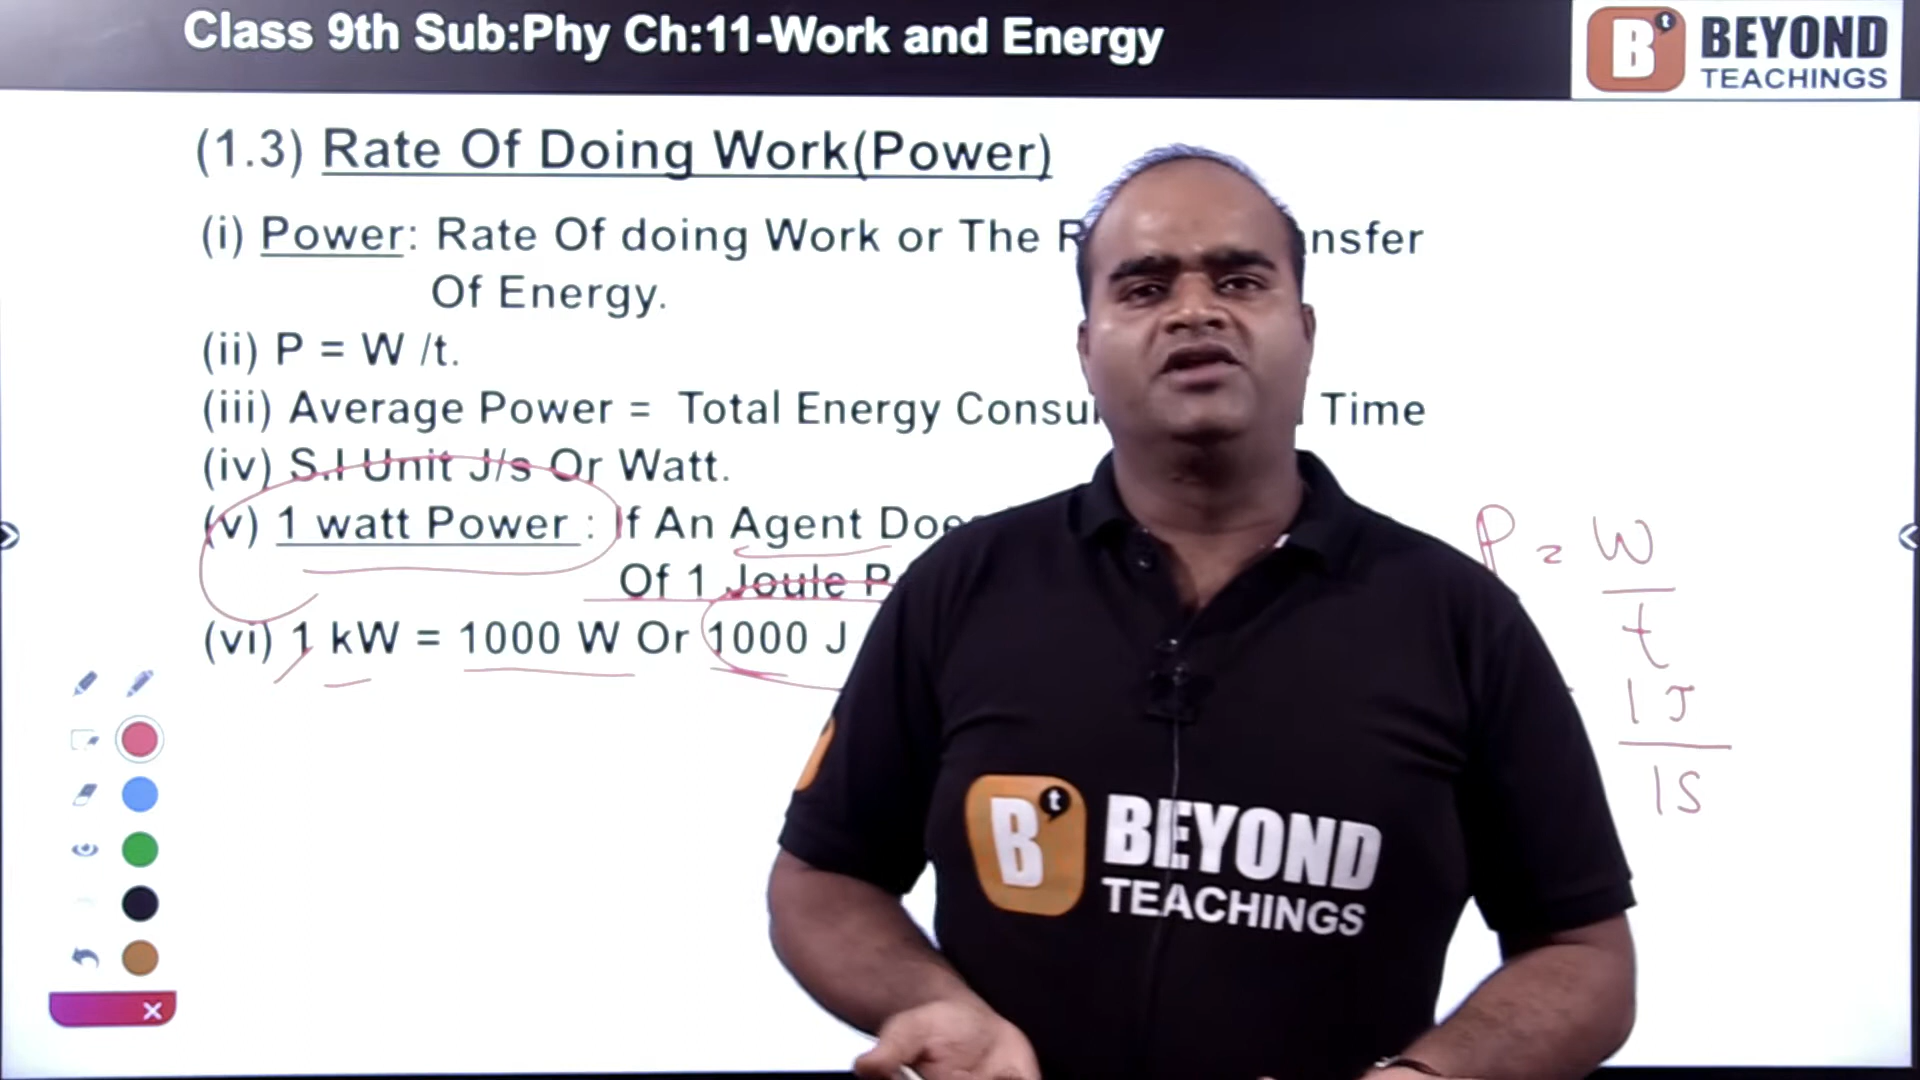 Class 9th Sub:Phy Ch:11-Work and Energy
B t BEYOND
TEACHINGS
(1.3) Rate Of Doing Work(Power)
(i) Power: Rate Of doing Work or The R nsfer
Of Energy.
(ii) P = W /t.
(iii) Average Power = Total Energy Consu Time
(iv) S.I Unit J/s Or Watt.
(v) 1 watt Power : If An Agent Doe
Of 1 Joule P
(vi) 1 kW = 1000 W Or 1000 J
P = W
t
1J
1S
B t BEYOND
TEACHINGS